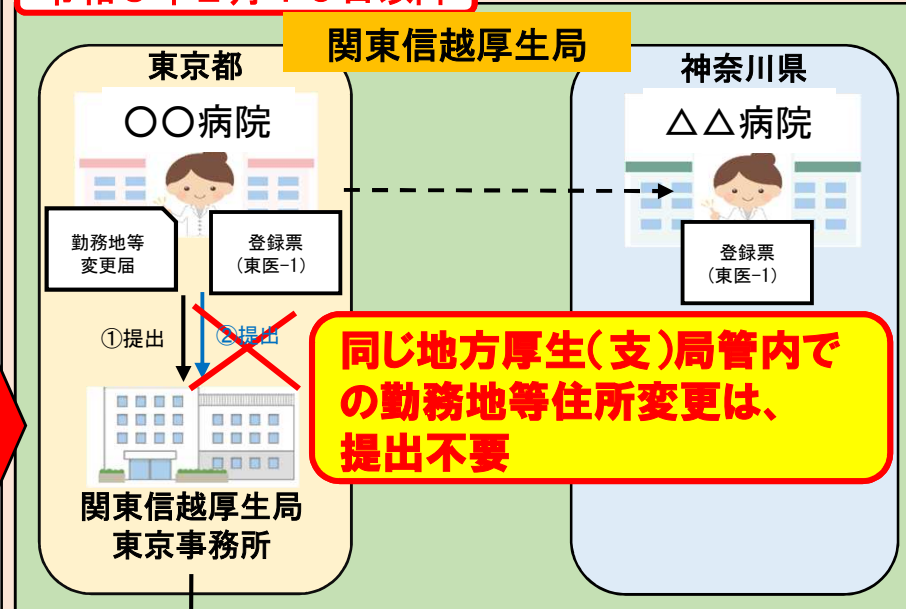 関東信越厚生局
東京都
〇〇病院
勤務地等
変更届
登録票
(東医-1)
①提出
②提出
関東信越厚生局
東京事務所
神奈川県
△△病院
登録票
(東医-1)
同じ地方厚生(支)局管内で
の勤務地等住所変更は、
提出不要